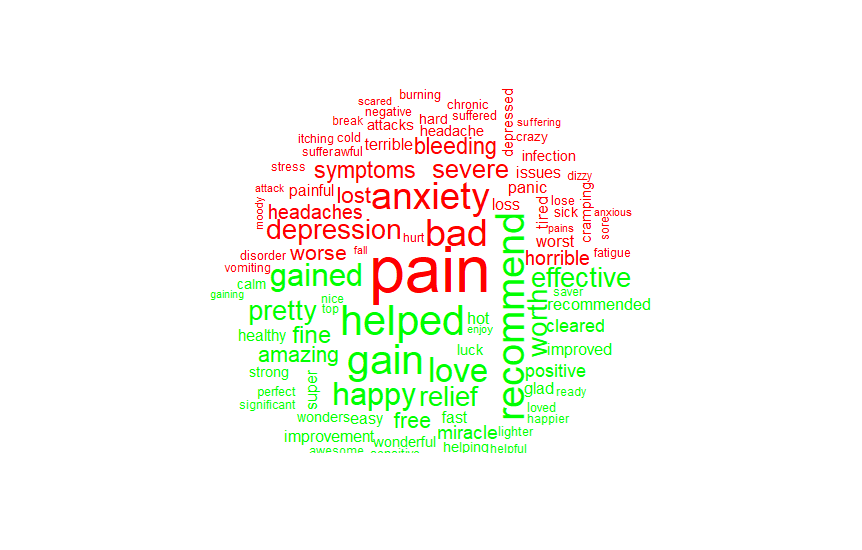 burning
scared
chronic
negative
suffered
depressed
break
attacks
hard
suffering
headache
crazy
itching
cold
terrible
bleeding
suffer
awful
infection
stress
symptoms
severe
issues
dizzy
attack
painful
lost
anxiety
panic
loss
lose
moody
headaches
tired
sick
cramping
anxious
sore
depression
hurt
bad
pains
worst
disorder
worse
fall
pain
horrible
fatigue
vomiting
calm
gained
recommend
effective
gaining
nice
top
saver
recommended
pretty
helped
hot
enjoy
worth
cleared
healthy
fine
amazing
gain
luck
improved
strong
super
love
positive
perfect
happy
relief
glad
ready
significant
loved
wonders
easy
free
fast
happier
improvement
wonderful
miracle
lighter
awesome
helping
helpful